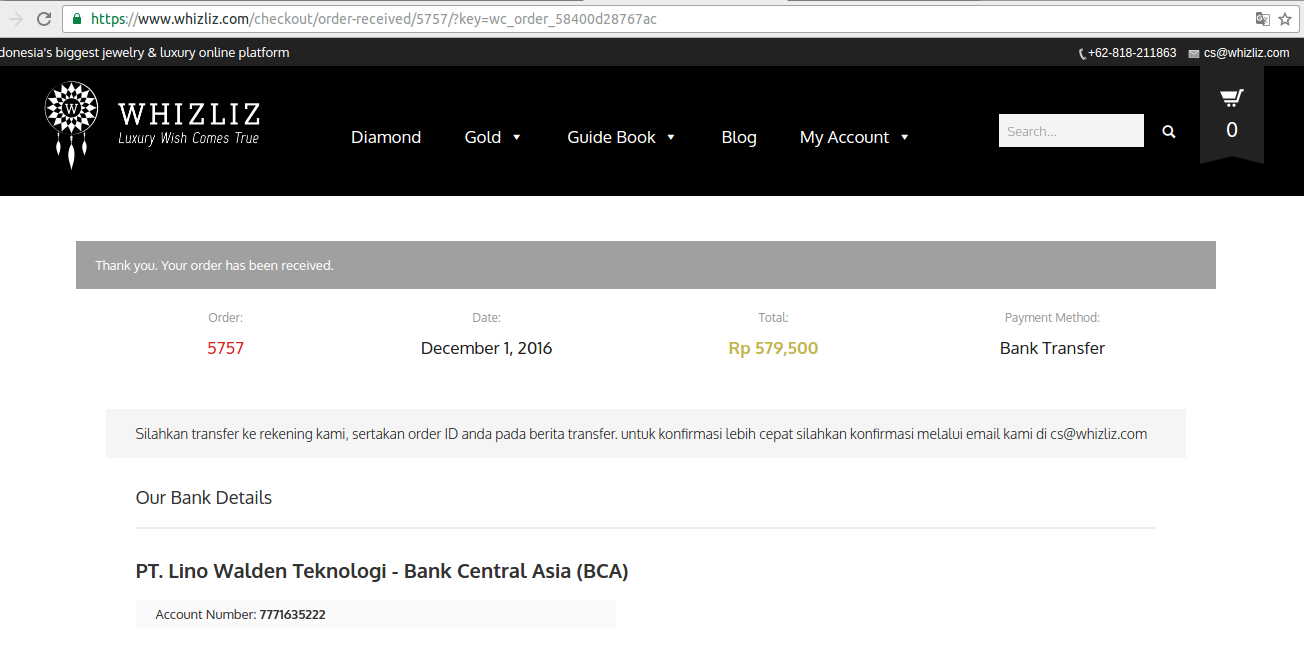 https://www.whizliz.com/checkout/order-received/5757/?key=wc_order_58400d28767ac
donesia's biggest jewelry & luxury online platform
+62-818-211863 cs@whizliz.com
W
WHIZLIZ
Luxury Wish Comes True
Diamond Gold Guide Book Blog My Account
Search...
0
Thank you. Your order has been received.
Order: Date: Total: Payment Method:
5757 December 1, 2016 Rp 579,500 Bank Transfer
Silahkan transfer ke rekening kami, sertakan order ID anda pada berita transfer. untuk konfirmasi lebih cepat silahkan konfirmasi melalui email kami di cs@whizliz.com
Our Bank Details
PT. Lino Walden Teknologi - Bank Central Asia (BCA)
Account Number: 7771635222